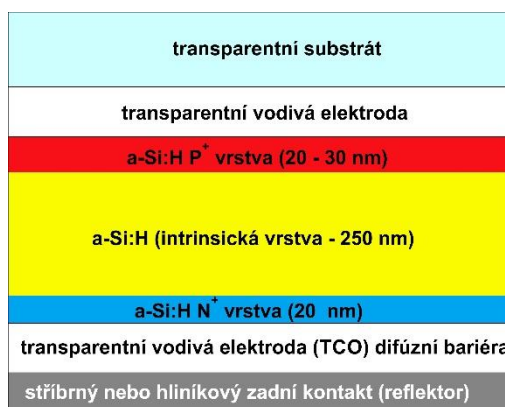 transparentní substrát
transparentní vodivá elektroda
a-Si:H P⁺ vrstva (20 - 30 nm)
a-Si:H (intrinsická vrstva - 250 nm)
a-Si:H N⁺ vrstva (20 nm)
transparentní vodivá elektroda (TCO) difúzní bariéra
stříbrný nebo hliníkový zadní kontakt (reflektor)